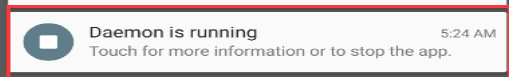 Daemon is running 5:24 AM
Touch for more information or to stop the app.